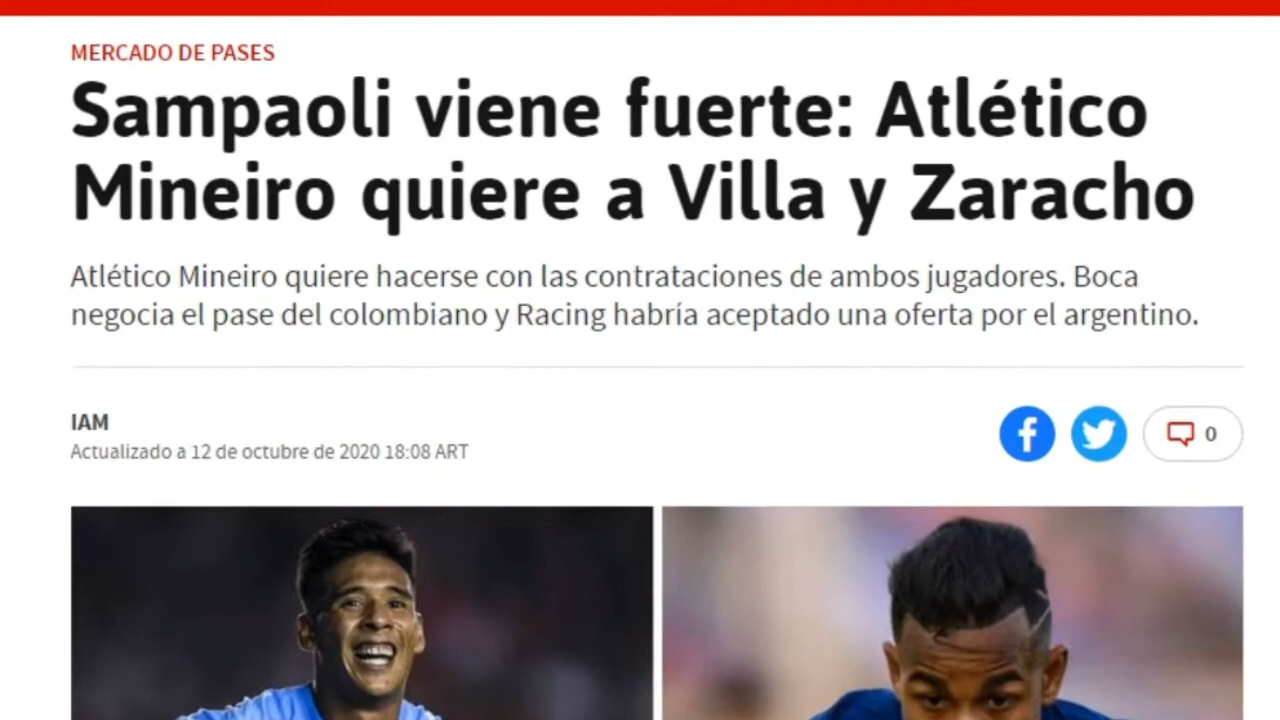 MERCADO DE PASES
Sampaoli viene fuerte: Atlético
Mineiro quiere a Villa y Zaracho
Atlético Mineiro quiere hacerse con las contrataciones de ambos jugadores. Boca
negocia el pase del colombiano y Racing habría aceptado una oferta por el argentino.
IAM
Actualizado a 12 de octubre de 2020 18:08 ART
0